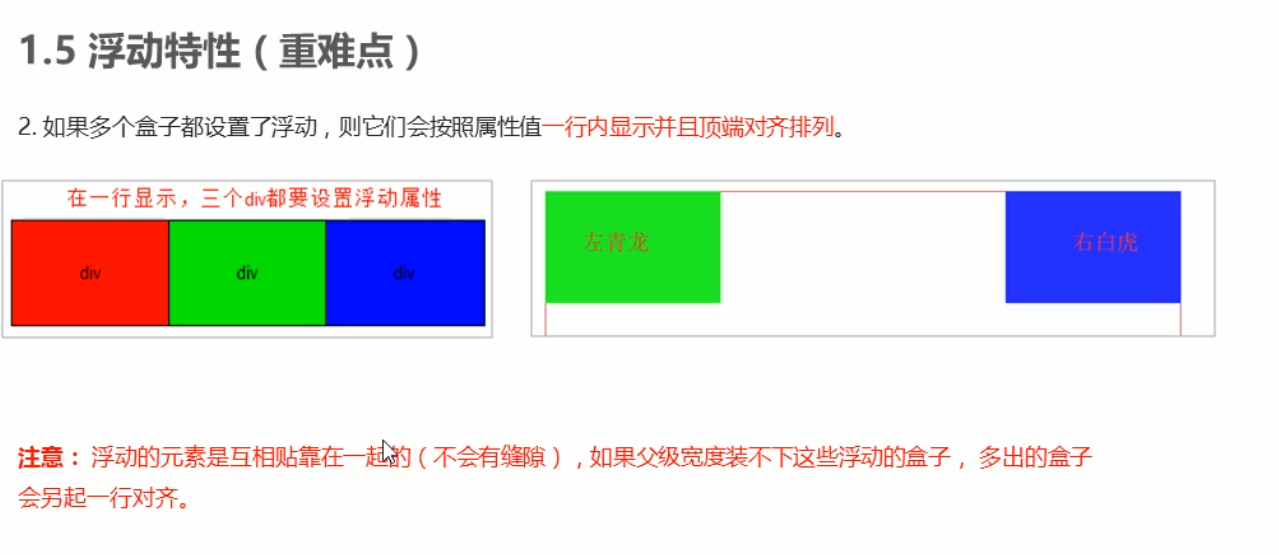 1.5 浮动特性（重难点）
2. 如果多个盒子都设置了浮动，则它们会按照属性值一行内显示并且顶端对齐排列。
在一行显示，三个div都要设置浮动属性
div div div
左青龙 右白虎
注意： 浮动的元素是互相贴靠在一起的（不会有缝隙），如果父级宽度装不下这些浮动的盒子， 多出的盒子
会另起一行对齐。